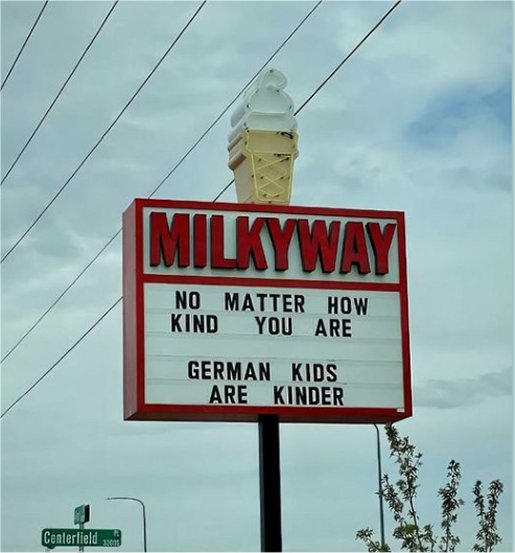 MILKYWAY
NO MATTER HOW
KIND YOU ARE
GERMAN KIDS
ARE KINDER
Centerfield